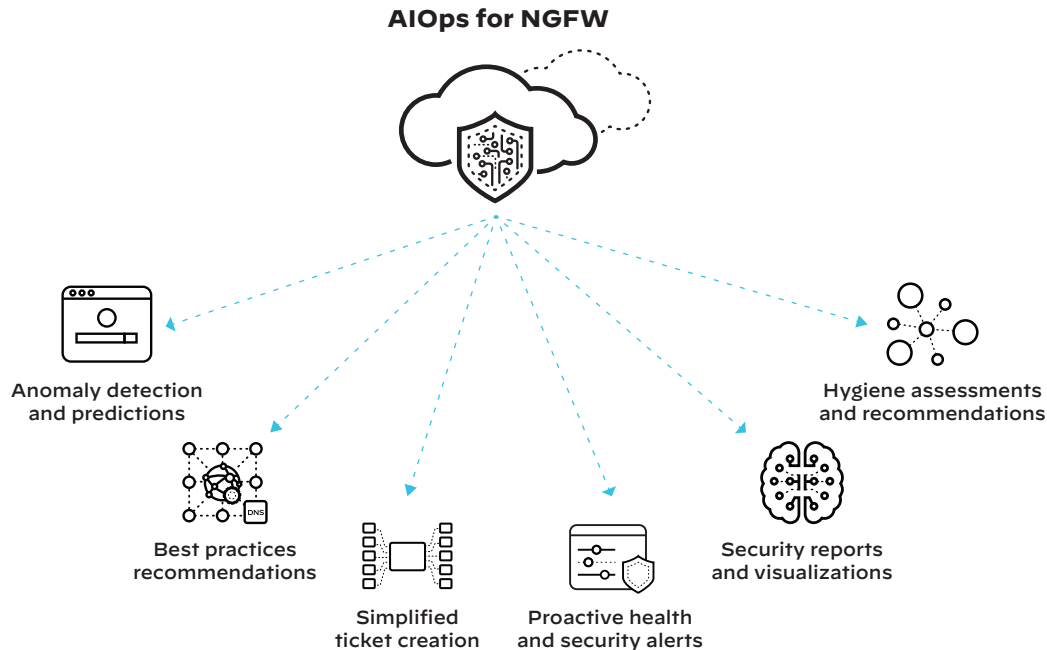 AIOps for NGFW
Anomaly detection
and predictions
Hygiene assessments
and recommendations
DNS
Best practices
recommendations
Security reports
and visualizations
Simplified
ticket creation
Proactive health
and security alerts